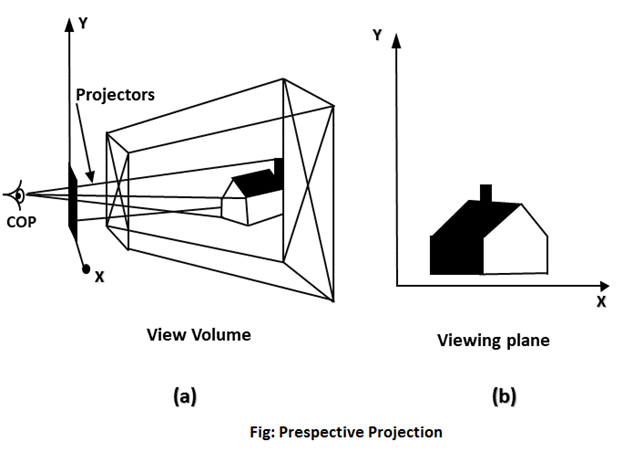 Y
Projectors
COP
X
View Volume
(a)
Y
X
Viewing plane
(b)
Fig: Prespective Projection